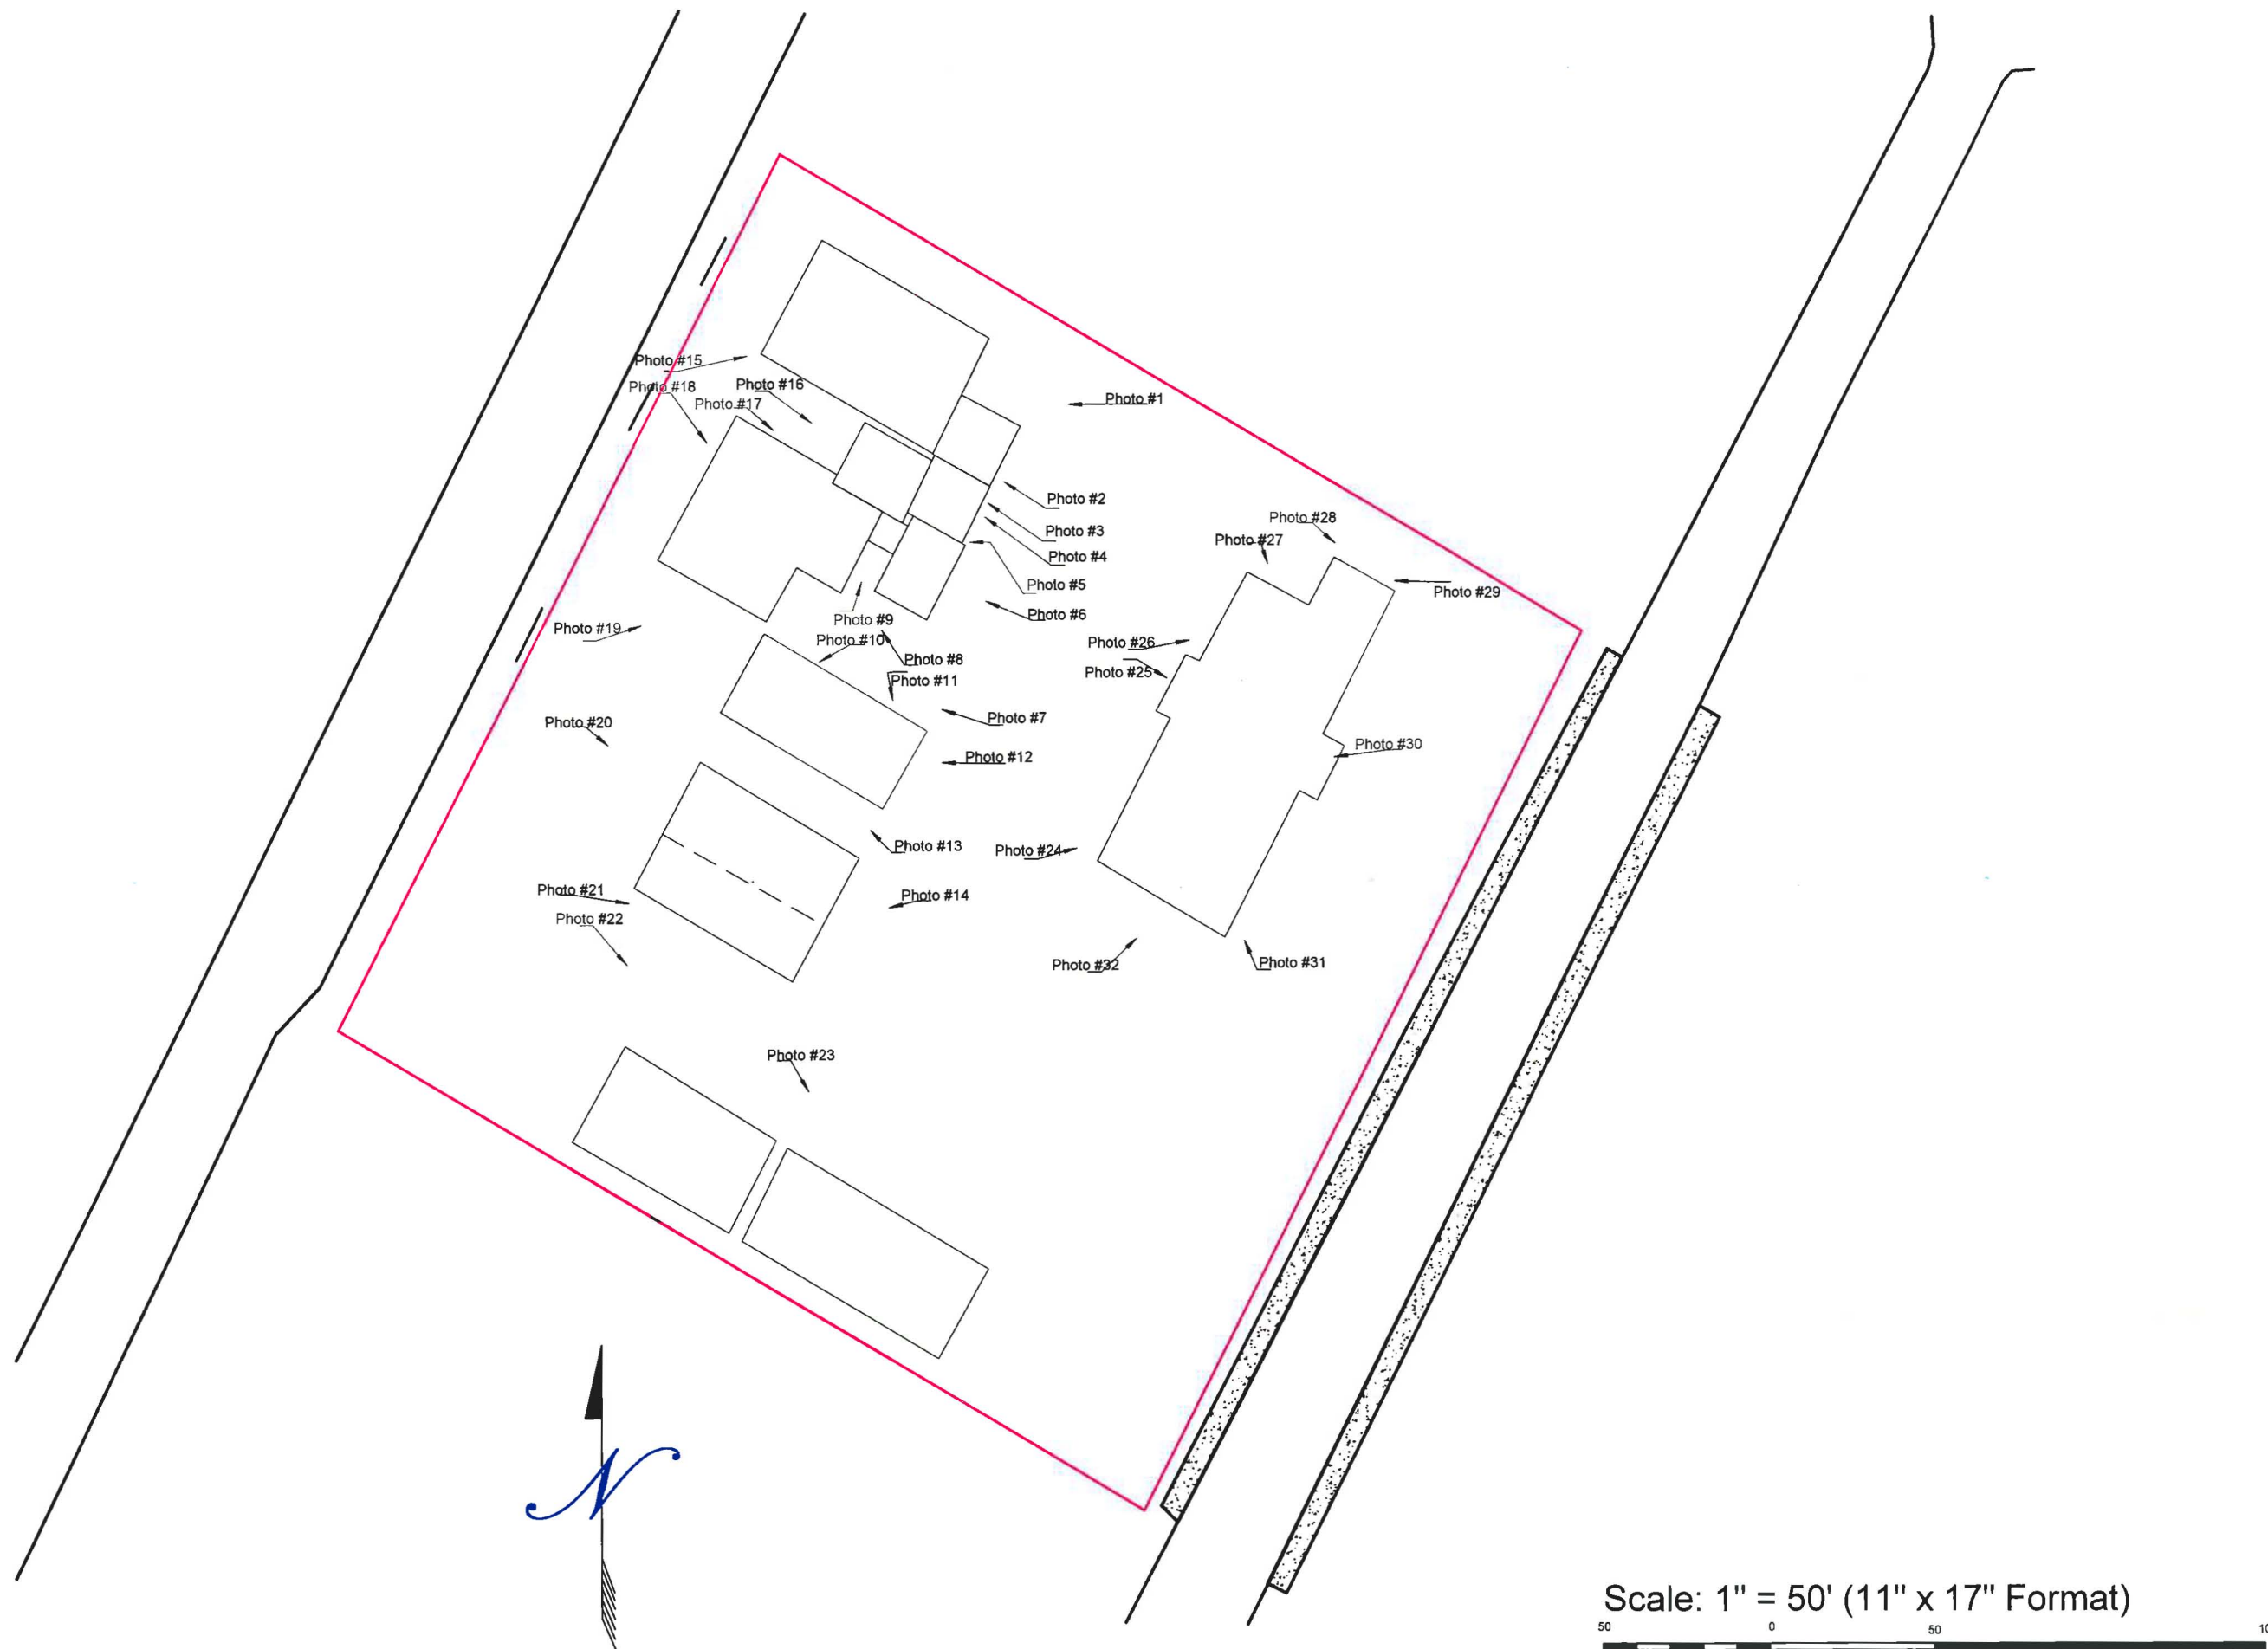 Photo #15
Photo #18
Photo #16
Photo #17
Photo #1
Photo #2
Photo #3
Photo #4
Photo #5
Photo #6
Photo #9
Photo #10
Photo #8
Photo #11
Photo #7
Photo #12
Photo #13
Photo #14
Photo #19
Photo #20
Photo #21
Photo #22
Photo #23
Photo #28
Photo #27
Photo #29
Photo #26
Photo #25
Photo #30
Photo #24
Photo #32
Photo #31
N
Scale: 1" = 50' (11" x 17" Format)
50 0 50